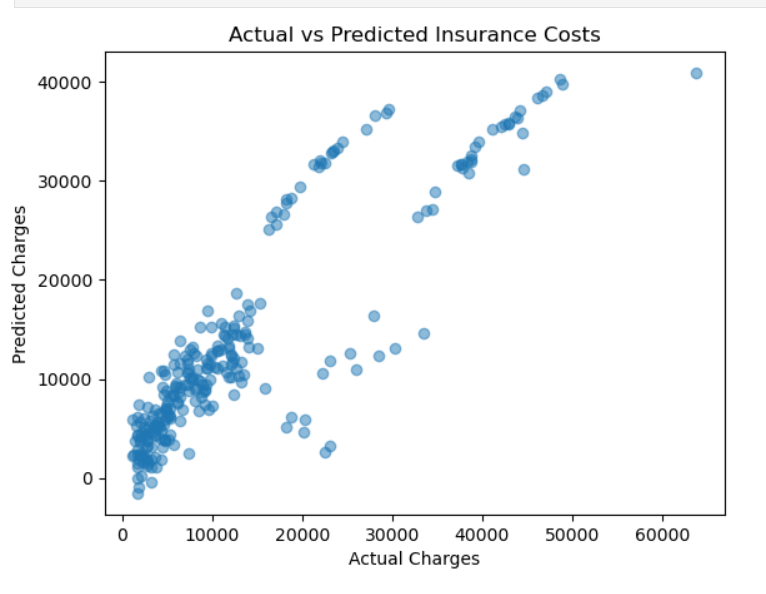 Actual vs Predicted Insurance Costs
40000
30000
20000
10000
0
Predicted Charges
0 10000 20000 30000 40000 50000 60000
Actual Charges